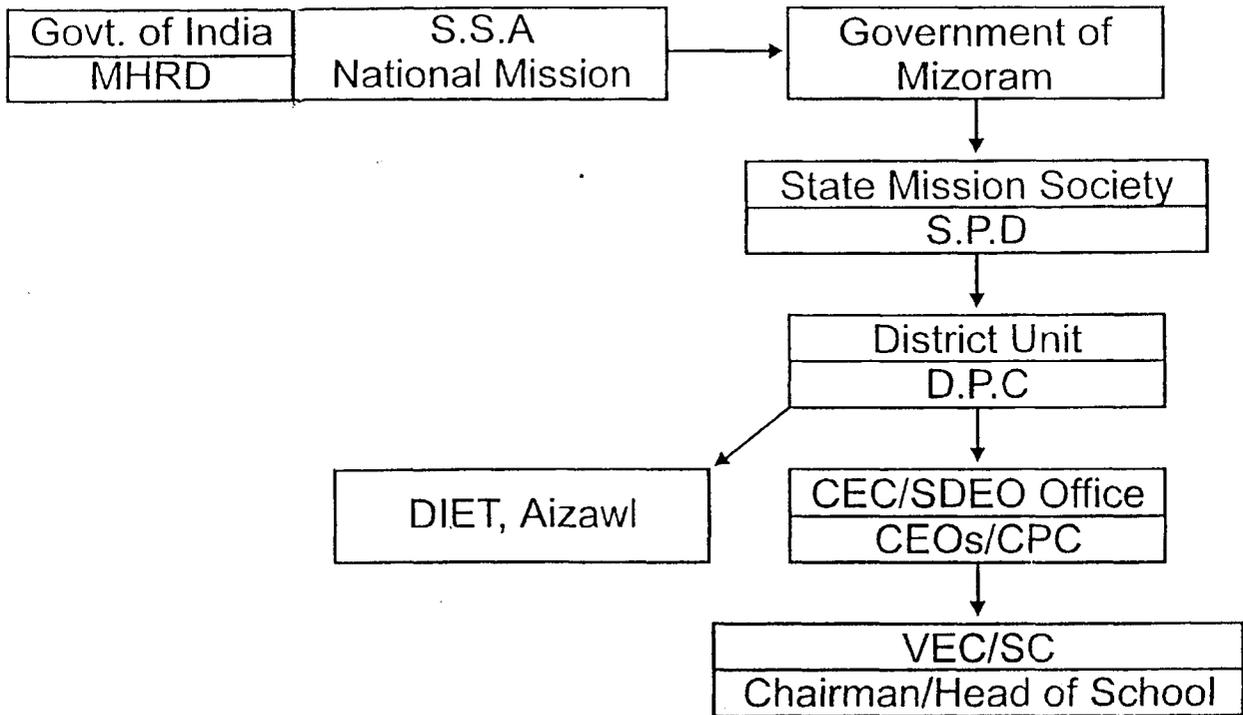 Govt. of India
MHRD
S.S.A
National Mission
Government of
Mizoram
State Mission Society
S.P.D
District Unit
D.P.C
DIET, Aizawl
CEC/SDEO Office
CEOs/CPC
VEC/SC
Chairman/Head of School